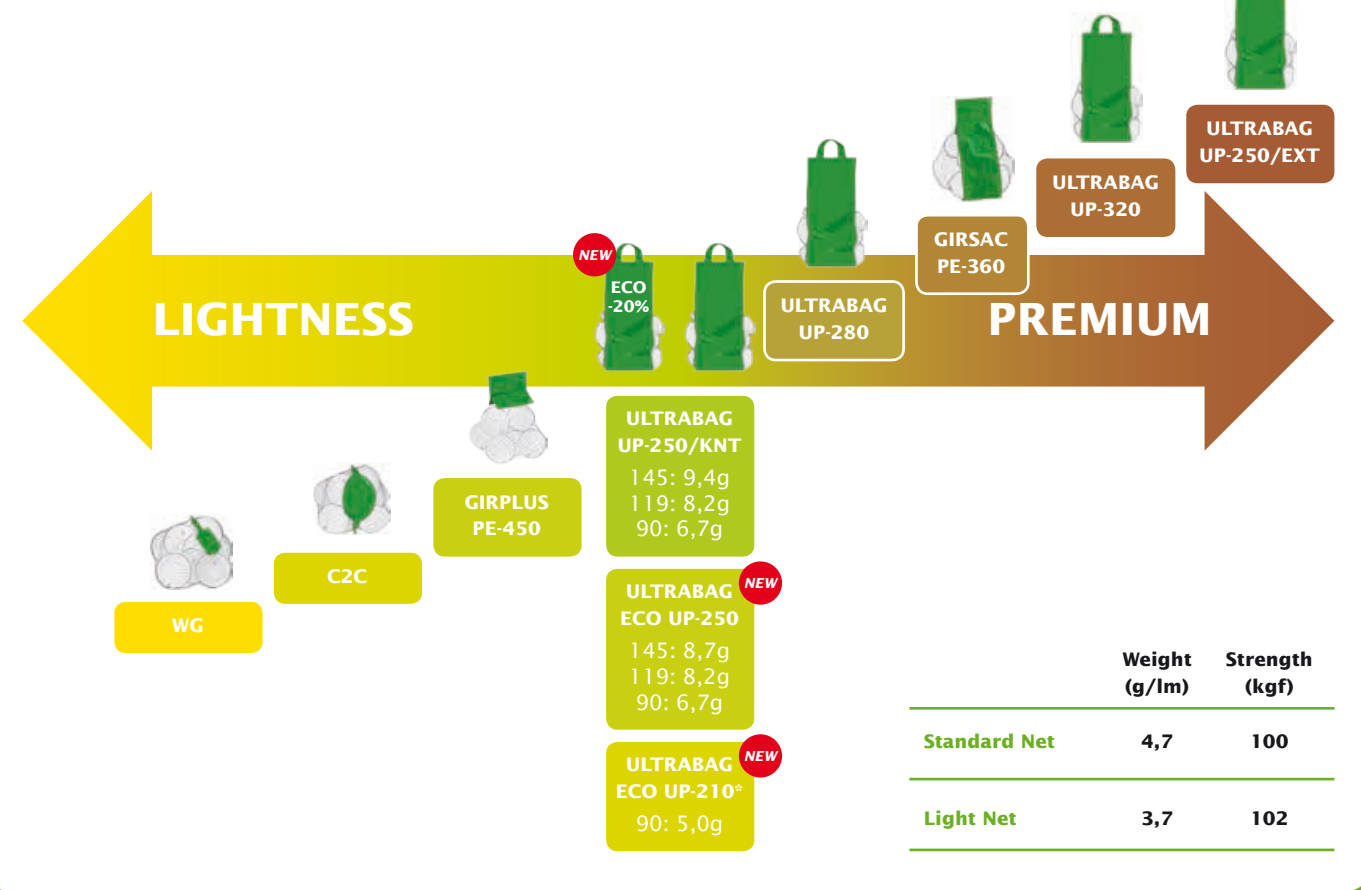 ULTRABAG
UP-250/EXT
ULTRABAG
UP-320
GIRSAC
PE-360
NEW
ECO
-20%
ULTRABAG
UP-280
LIGHTNESS
PREMIUM
ULTRABAG
UP-250/KNT
145: 9,4g
119: 8,2g
90: 6,7g
GIRPLUS
PE-450
C2C
WG
ULTRABAG
ECO UP-250
NEW
145: 8,7g
119: 8,2g
90: 6,7g
ULTRABAG
ECO UP-210*
NEW
90: 5,0g
Weight Strength
(g/lm) (kgf)
Standard Net 4,7 100
Light Net 3,7 102